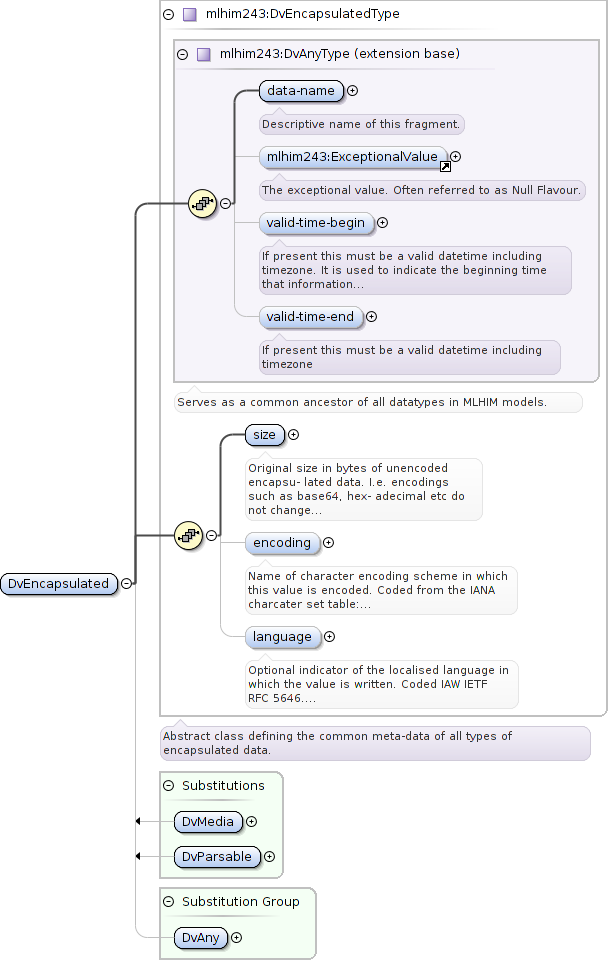 mlhim243:DvEncapsulatedType
mlhim243:DvAnyType (extension base)
data-name
Descriptive name of this fragment.
mlhim243:ExceptionalValue
The exceptional value. Often referred to as Null Flavour.
valid-time-begin
If present this must be a valid datetime including
timezone. It is used to indicate the beginning time
that information...
valid-time-end
If present this must be a valid datetime including
timezone
Serves as a common ancestor of all datatypes in MLHIM models.
size
Original size in bytes of unencoded
encapsu- lated data. I.e. encodings
such as base64, hex- adecimal etc do
not change...
encoding
Name of character encoding scheme in which
this value is encoded. Coded from the IANA
charcater set table:...
DvEncapsulated
language
Optional indicator of the localised language in
which the value is written. Coded IAW IETF
RFC 5646....
Abstract class defining the common meta-data of all types of
encapsulated data.
Substitutions
DvMedia
DvParsable
Substitution Group
DvAny